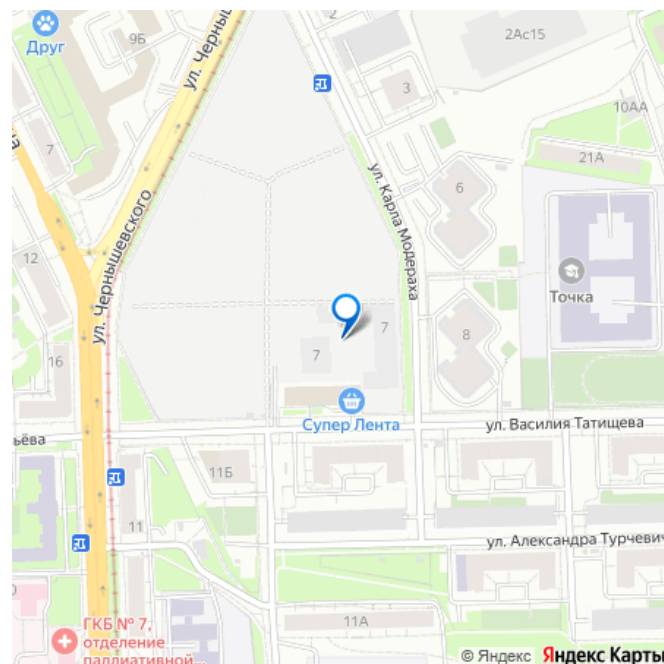 Друг
9Б
ул. Черны
2Ас15
3
10АА
7
21А
ул. Карла Модераха
6
ул. Чернышевского
12
Точка
7
8
7
16
Супер Лента
ул. Василия Татищева
ьёва
11Б
11
ул. Александра Турчевич
11А
ГКБ № 7,
отделение
паллиативной...
© Яндекс Яндекс Карты